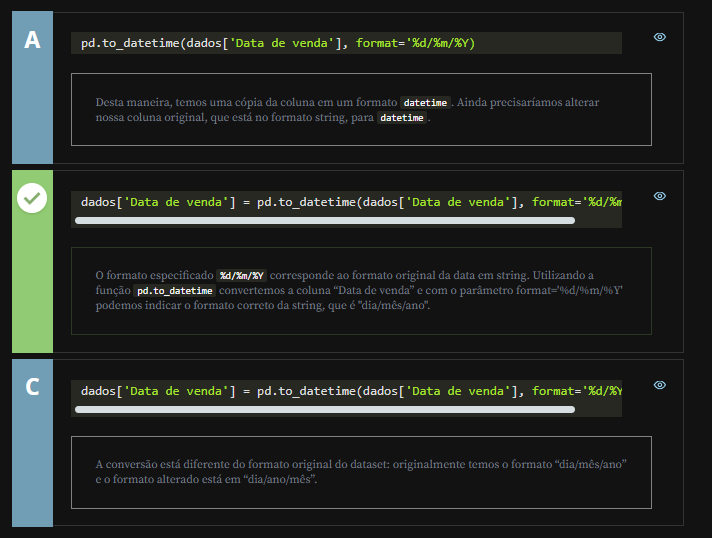 A
pd.to_datetime(dados['Data de venda'], format='%d/%m/%Y)
Desta maneira, temos uma cópia da coluna em um formato datetime. Ainda precisaríamos alterar
nossa coluna original, que está no formato string, para datetime.
dados['Data de venda'] = pd.to_datetime(dados['Data de venda'], format='%d/%m
O formato especificado %d/%m/%Y corresponde ao formato original da data em string. Utilizando a
função pd.to_datetime convertemos a coluna “Data de venda” e com o parâmetro format='%d/%m/%Y'
podemos indicar o formato correto da string, que é "dia/mês/ano".
C
dados['Data de venda'] = pd.to_datetime(dados['Data de venda'], format='%d/%Y
A conversão está diferente do formato original do dataset: originalmente temos o formato “dia/mês/ano”
e o formato alterado está em “dia/ano/mês”.